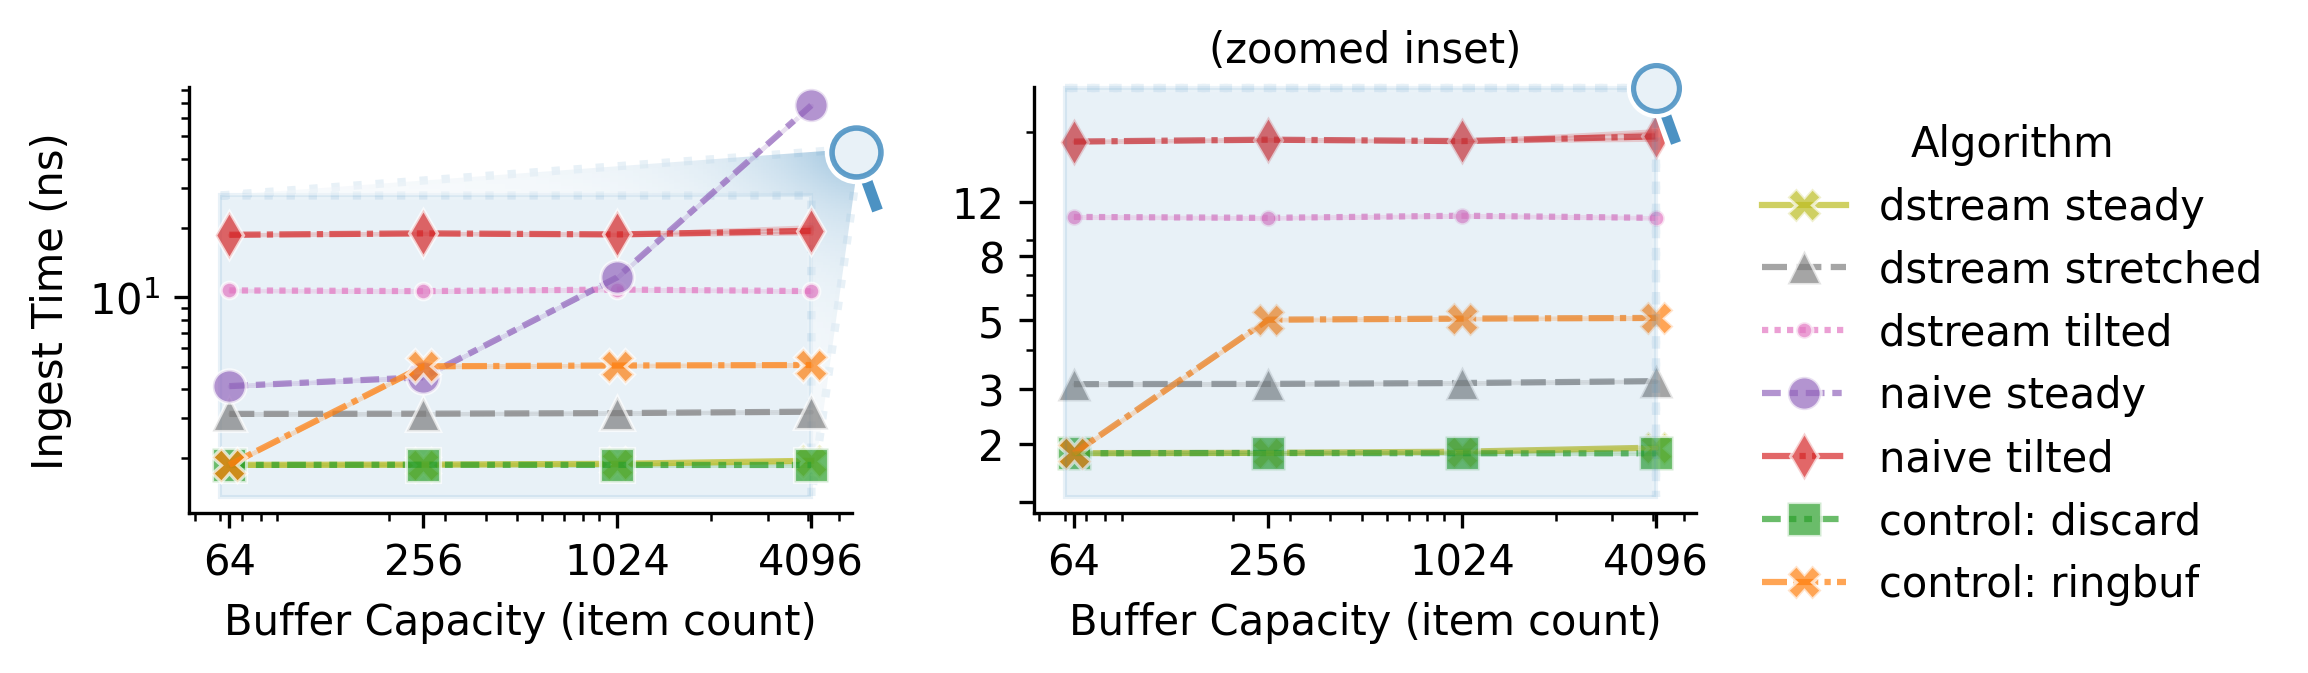 (zoomed inset)
Ingest Time (ns)
10¹
64 256 1024 4096
Buffer Capacity (item count)
12
8
5
3
2
64 256 1024 4096
Buffer Capacity (item count)
Algorithm
dstream steady
dstream stretched
dstream tilted
naive steady
naive tilted
control: discard
control: ringbuf